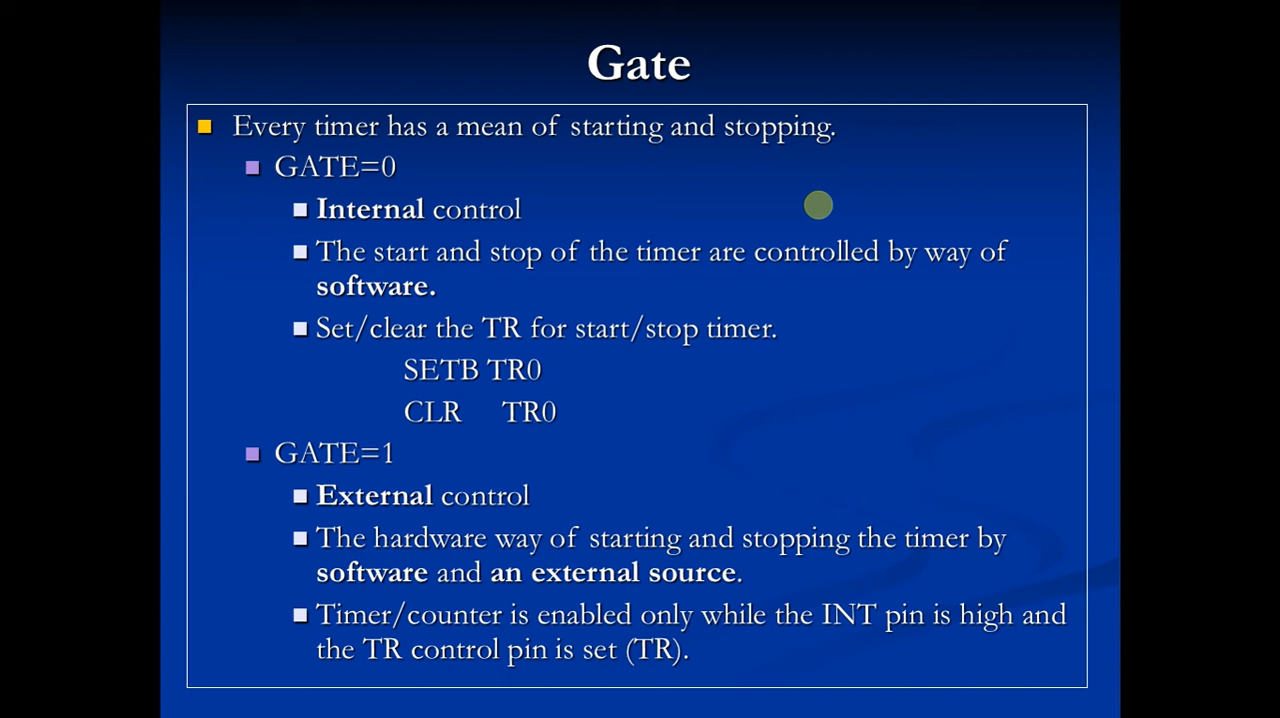 Gate
Every timer has a mean of starting and stopping.
GATE=0
Internal control
The start and stop of the timer are controlled by way of
software.
Set/clear the TR for start/stop timer.
SETB TR0
CLR TR0
GATE=1
External control
The hardware way of starting and stopping the timer by
software and an external source.
Timer/counter is enabled only while the INT pin is high and
the TR control pin is set (TR).